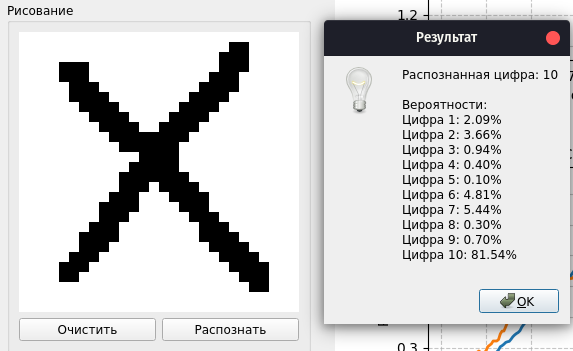 Рисование
Очистить
Распознать
Результат
Распознанная цифра: 10
Вероятности:
Цифра 1: 2.09%
Цифра 2: 3.66%
Цифра 3: 0.94%
Цифра 4: 0.40%
Цифра 5: 0.10%
Цифра 6: 4.81%
Цифра 7: 5.44%
Цифра 8: 0.30%
Цифра 9: 0.70%
Цифра 10: 81.54%
OK
1.2
0.3